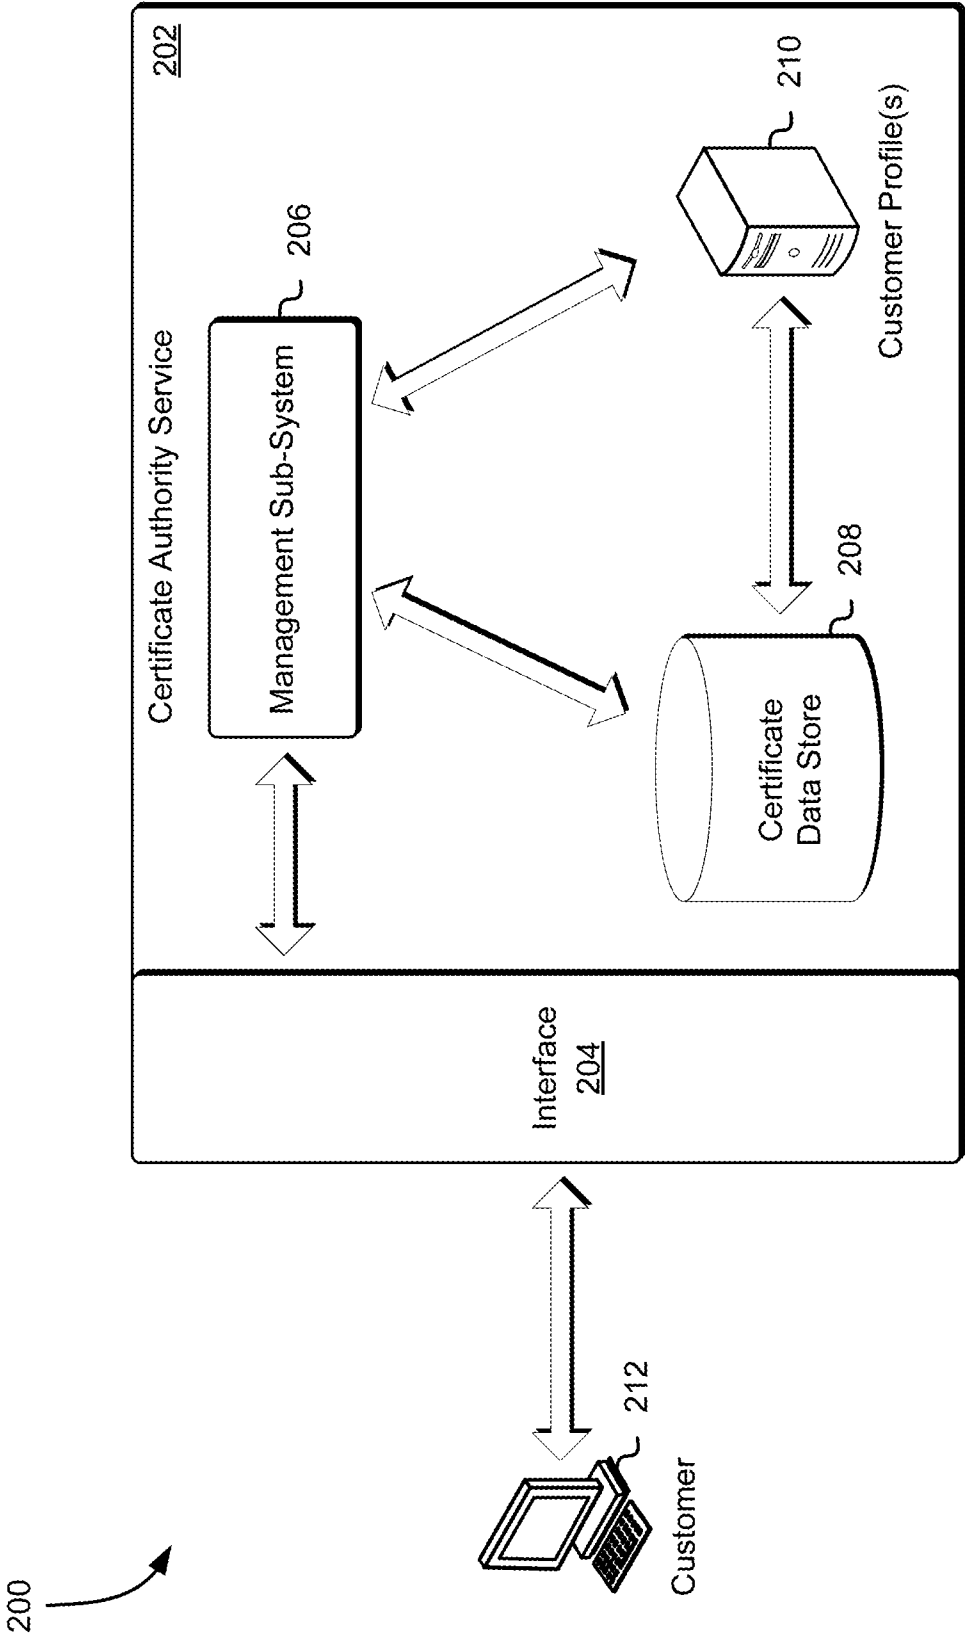 200
Certificate Authority Service
202
Management Sub-System
206
Interface
204
Customer
212
Certificate
Data Store
208
210
Customer Profile(s)